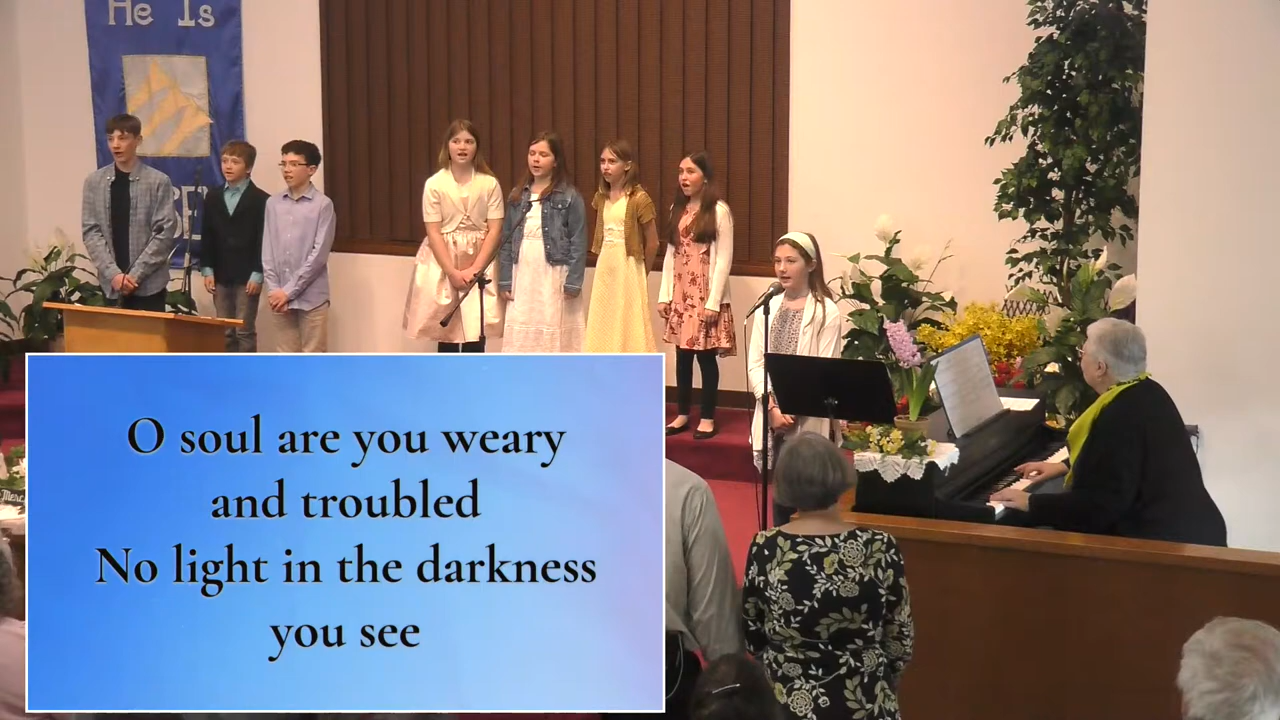 He Is
O soul are you weary
and troubled
No light in the darkness
you see